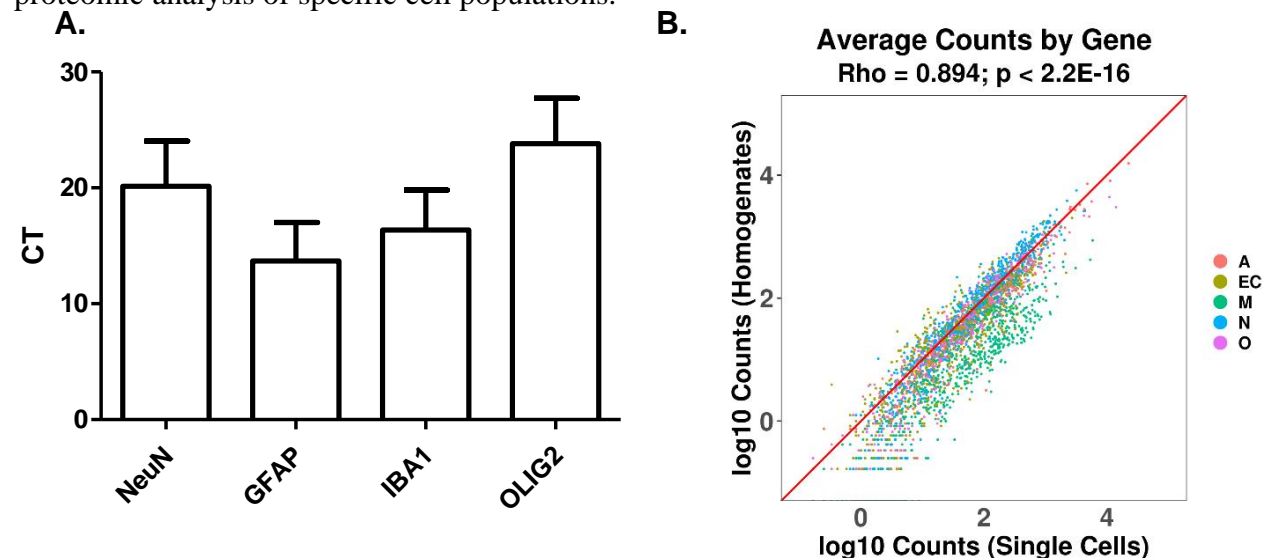 proteomic analysis of specific cell populations.
A.
30
20
10
0
CT
NeuN
GFAP
IBA1
OLIG2
B.
Average Counts by Gene
Rho = 0.894; p < 2.2E-16
log10 Counts (Homogenates)
4
2
0
0
2
4
log10 Counts (Single Cells)
A
EC
M
N
O